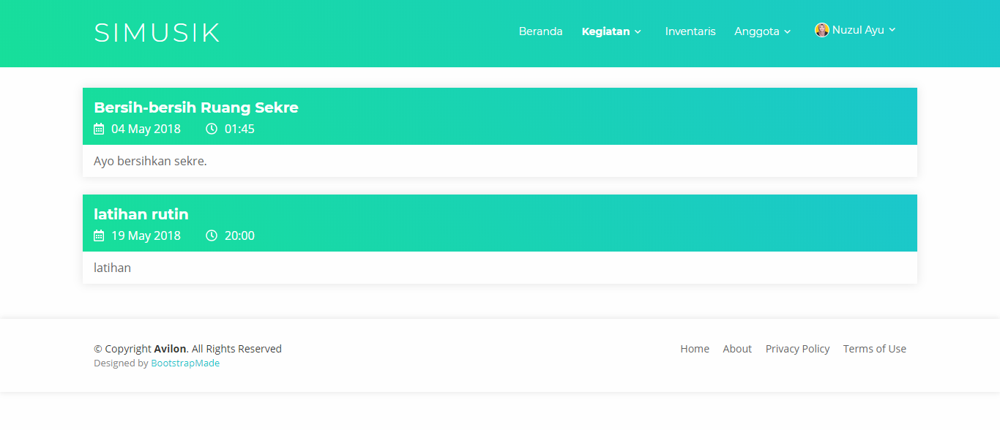 SIMUSIK
Beranda Kegiatan Inventaris Anggota Nuzul Ayu
Bersih-bersih Ruang Sekre
04 May 2018 01:45
Ayo bersihkan sekre.
latihan rutin
19 May 2018 20:00
latihan
© Copyright Avilon. All Rights Reserved
Designed by BootstrapMade
Home About Privacy Policy Terms of Use